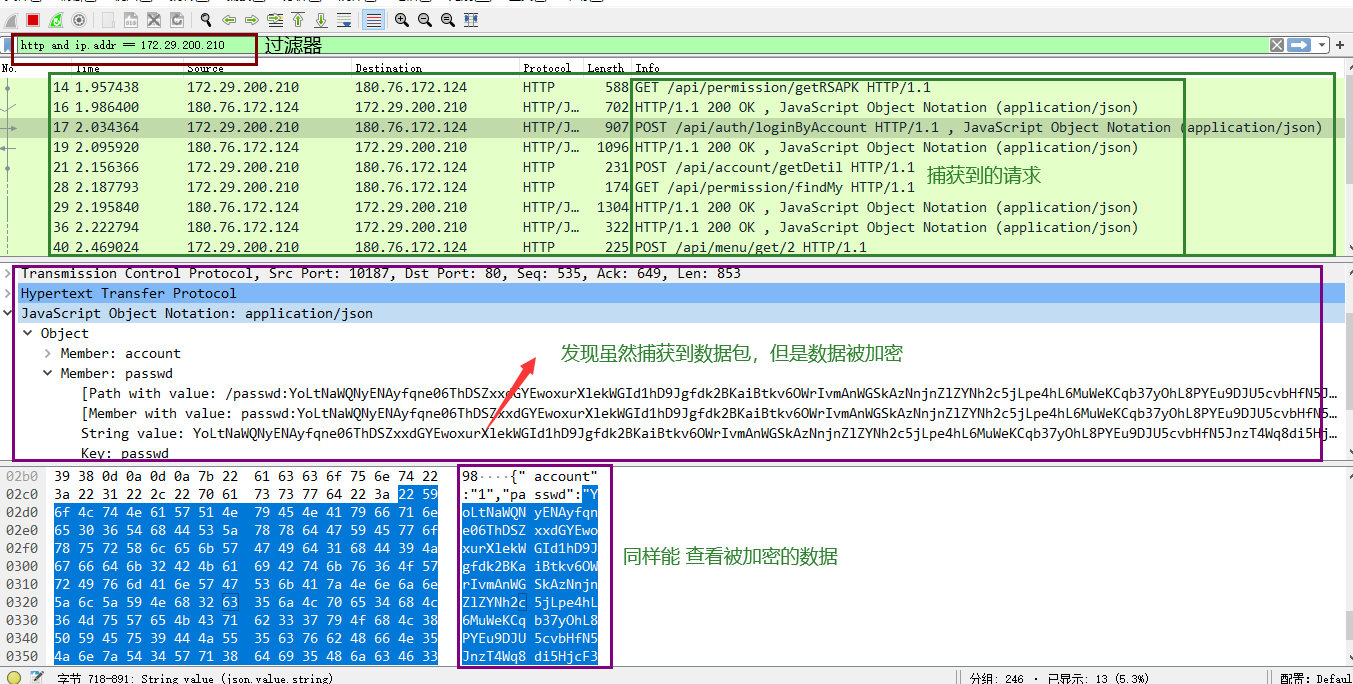 http and ip.addr == 172.29.200.210
过滤器
No. Time Source Destination Protocol Length Info
14 1.957438 172.29.200.210 180.76.172.124 HTTP 588 GET /api/permission/getRSAPK HTTP/1.1
16 1.986400 180.76.172.124 172.29.200.210 HTTP/J… 702 HTTP/1.1 200 OK , JavaScript Object Notation (application/json)
17 2.034364 172.29.200.210 180.76.172.124 HTTP/J… 907 POST /api/auth/loginByAccount HTTP/1.1 , JavaScript Object Notation (application/json)
19 2.095920 180.76.172.124 172.29.200.210 HTTP/J… 1096 HTTP/1.1 200 OK , JavaScript Object Notation (application/json)
21 2.156366 172.29.200.210 180.76.172.124 HTTP 231 POST /api/account/getDetil HTTP/1.1
捕获到的请求
28 2.187793 172.29.200.210 180.76.172.124 HTTP 174 GET /api/permission/findMy HTTP/1.1
29 2.195840 180.76.172.124 172.29.200.210 HTTP/J… 1304 HTTP/1.1 200 OK , JavaScript Object Notation (application/json)
36 2.222794 180.76.172.124 172.29.200.210 HTTP/J… 322 HTTP/1.1 200 OK , JavaScript Object Notation (application/json)
40 2.469024 172.29.200.210 180.76.172.124 HTTP 225 POST /api/menu/get/2 HTTP/1.1
Transmission Control Protocol, Src Port: 10187, Dst Port: 80, Seq: 535, Ack: 649, Len: 853
Hypertext Transfer Protocol
JavaScript Object Notation: application/json
Object
Member: account
发现虽然捕获到数据包，但是数据被加密
Member: passwd
[Path with value: /passwd:YoLtNaWQNyENAyfqne06ThDSZxxdGYEwoxurXlekWGId1hD9Jgfdk2BKaiBtkv6OWrIvmAnWGSkAzNnjnZlZYNh2c5jLpe4hL6MuWeKCqb37yOhL8PYEu9DJU5cvbHfN5J…
[Member with value: passwd:YoLtNaWQNyENAyfqne06ThDSZxxdGYEwoxurXlekWGId1hD9Jgfdk2BKaiBtkv6OWrIvmAnWGSkAzNnjnZlZYNh2c5jLpe4hL6MuWeKCqb37yOhL8PYEu9DJU5cvbHfN5…
String value: YoLtNaWQNyENAyfqne06ThDSZxxdGYEwoxurXlekWGId1hD9Jgfdk2BKaiBtkv6OWrIvmAnWGSkAzNnjnZlZYNh2c5jLpe4hL6MuWeKCqb37yOhL8PYEu9DJU5cvbHfN5JnzT4Wq8di5Hj…
Key: passwd
02b0 39 38 0d 0a 0d 0a 7b 22 61 63 63 6f 75 6e 74 22 98····{" account"
02c0 3a 22 31 22 2c 22 70 61 73 73 77 64 22 3a 22 59 :"1","pa sswd":"Y
02d0 6f 4c 74 4e 61 57 51 4e 79 45 4e 41 79 66 71 6e oLtNaWQN yENAyfqn
02e0 65 30 36 54 68 44 53 5a 78 78 64 47 59 45 77 6f e06ThDSZ xxdGYEwo
02f0 78 75 72 58 6c 65 6b 57 47 49 64 31 68 44 39 4a xurXlekW GId1hD9J
0300 67 66 64 6b 32 42 4b 61 69 42 74 6b 76 36 4f 57 gfdk2BKa iBtkv6OW
0310 72 49 76 6d 41 6e 57 47 53 6b 41 7a 4e 6e 6a 6e rIvmAnWG SkAzNnjn
同样能 查看被加密的数据
0320 5a 6c 5a 59 4e 68 32 63 35 6a 4c 70 65 34 68 4c ZlZYNh2c 5jLpe4hL
0330 36 4d 75 57 65 4b 43 71 62 33 37 79 4f 68 4c 38 6MuWeKCq b37yOhL8
0340 50 59 45 75 39 44 4a 55 35 63 76 62 48 66 4e 35 PYEu9DJU 5cvbHfN5
0350 4a 6e 7a 54 34 57 71 38 64 69 35 48 6a 63 46 33 JnzT4Wq8 di5HjcF3
字节 718-891: String value (json.value.string)
分组: 246 · 已显示: 13 (5.3%)
配置: Defaul